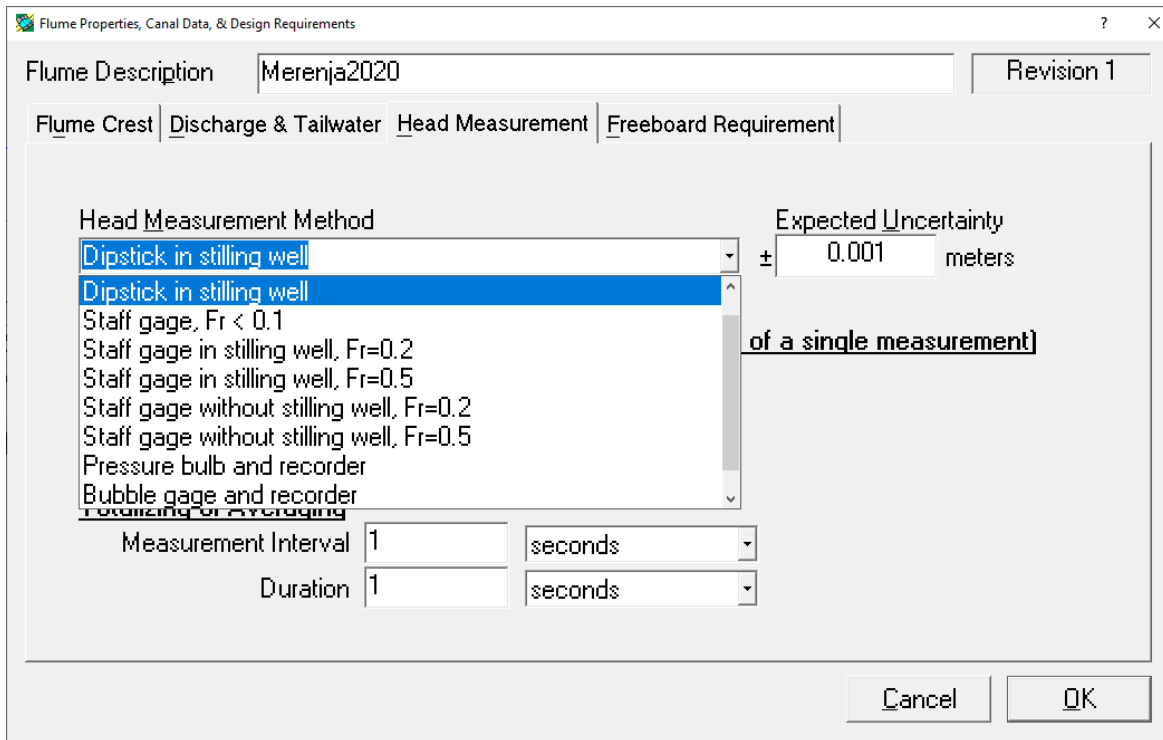 Flume Properties, Canal Data, & Design Requirements ? ×
Flume Description Merenja2020 Revision 1
Flume Crest Discharge & Tailwater Head Measurement Freeboard Requirement
Head Measurement Method Expected Uncertainty
Dipstick in stilling well ± 0.001 meters
Dipstick in stilling well
Staff gage, Fr < 0.1
of a single measurement)
Staff gage in stilling well, Fr=0.2
Staff gage in stilling well, Fr=0.5
Staff gage without stilling well, Fr=0.2
Staff gage without stilling well, Fr=0.5
Pressure bulb and recorder
Bubble gage and recorder
Totalizing or Averaging
Measurement Interval 1 seconds
Duration 1 seconds
Cancel OK